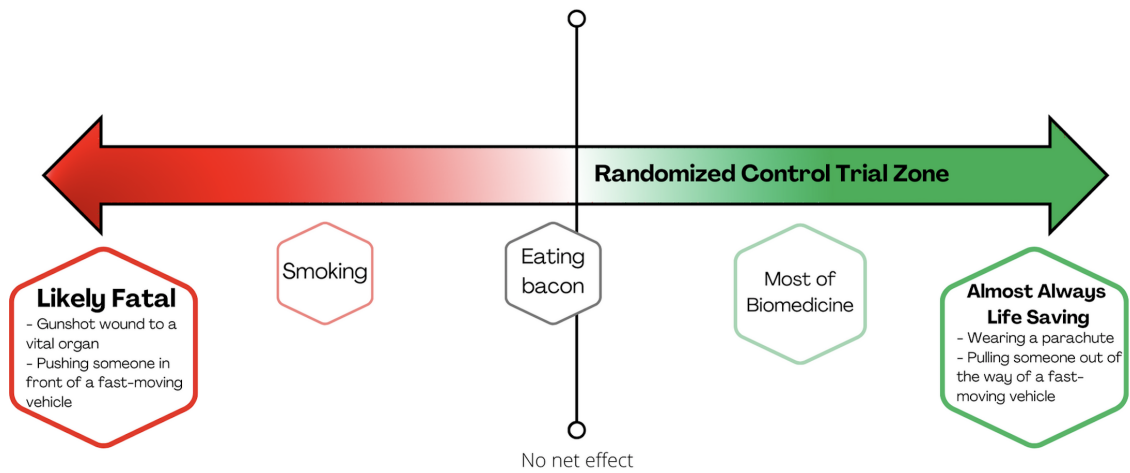 Randomized Control Trial Zone
Likely Fatal
- Gunshot wound to a
vital organ
- Pushing someone in
front of a fast-moving
vehicle
Smoking
Eating
bacon
Most of
Biomedicine
Almost Always
Life Saving
- Wearing a parachute
- Pulling someone out of
the way of a fast-
moving vehicle
No net effect